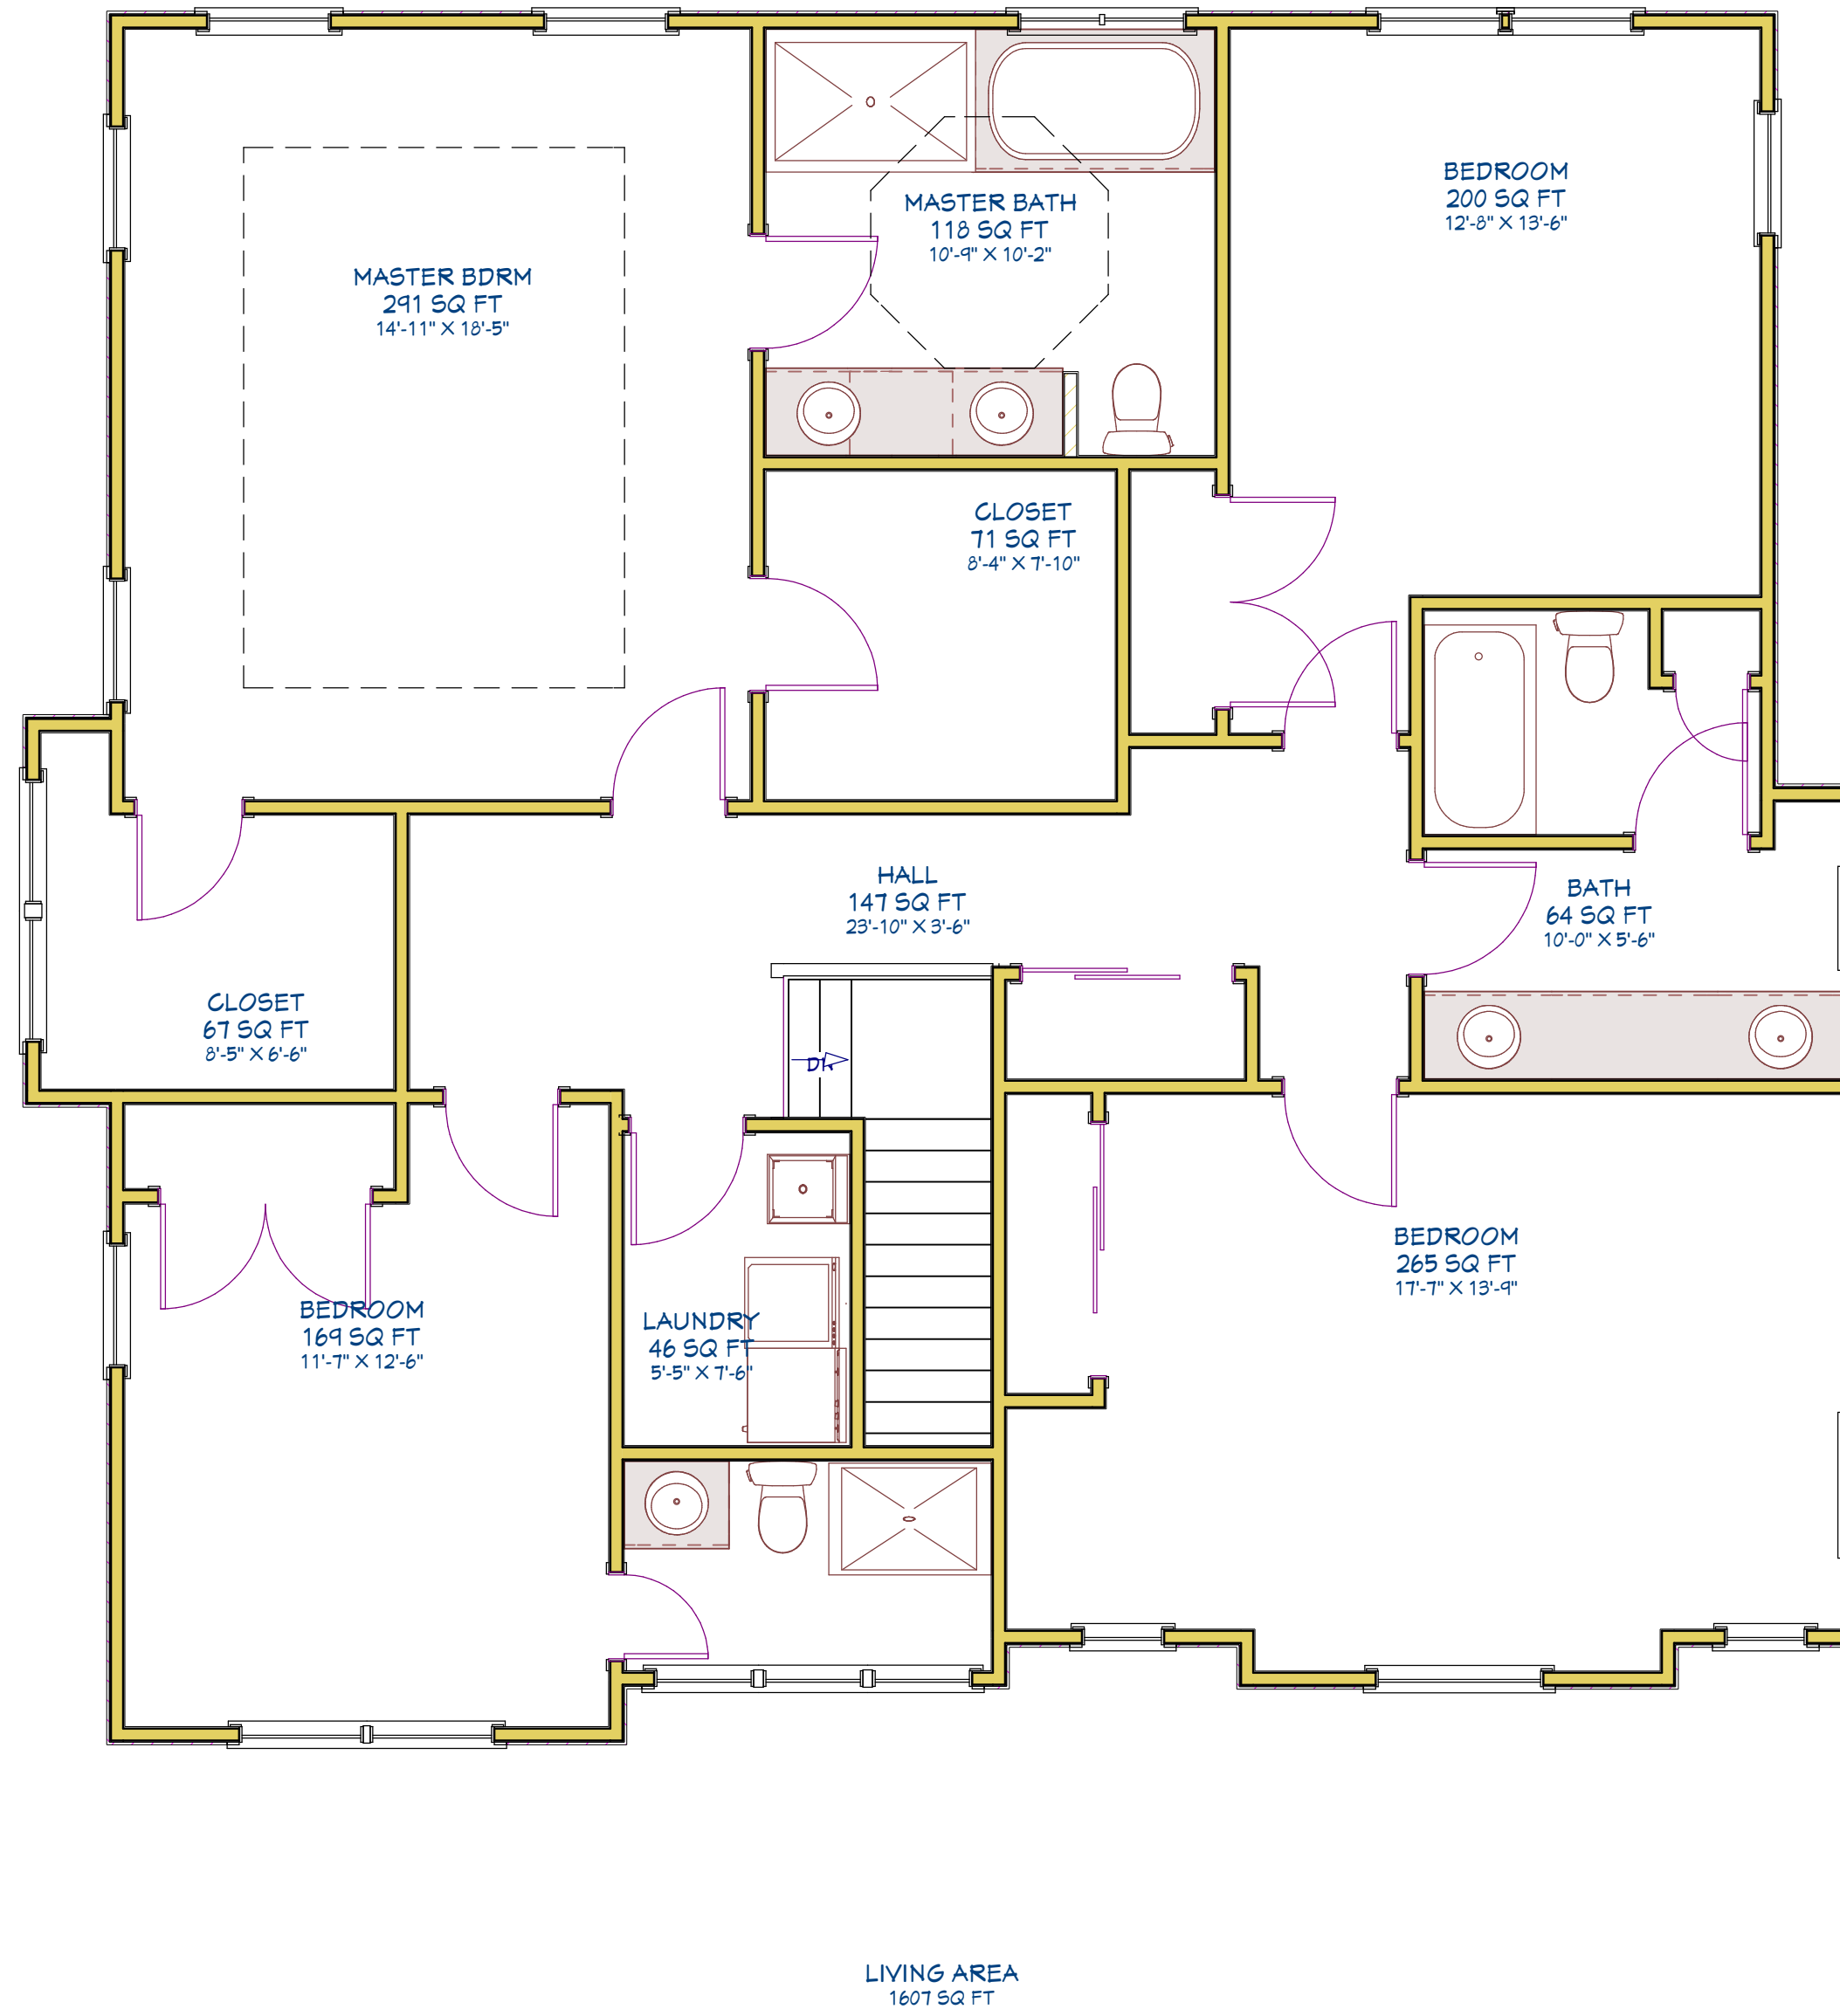 MASTER BDRM
291 SQ FT
14'-11" X 18'-5"
MASTER BATH
118 SQ FT
10'-9" X 10'-2"
BEDROOM
200 SQ FT
12'-8" X 13'-6"
CLOSET
71 SQ FT
8'-4" X 7'-10"
HALL
147 SQ FT
23'-10" X 3'-6"
BATH
64 SQ FT
10'-0" X 5'-6"
CLOSET
67 SQ FT
8'-5" X 6'-6"
DN
BEDROOM
265 SQ FT
17'-7" X 13'-9"
BEDROOM
169 SQ FT
11'-7" X 12'-6"
LAUNDRY
46 SQ FT
5'-5" X 7'-6"
LIVING AREA
1607 SQ FT